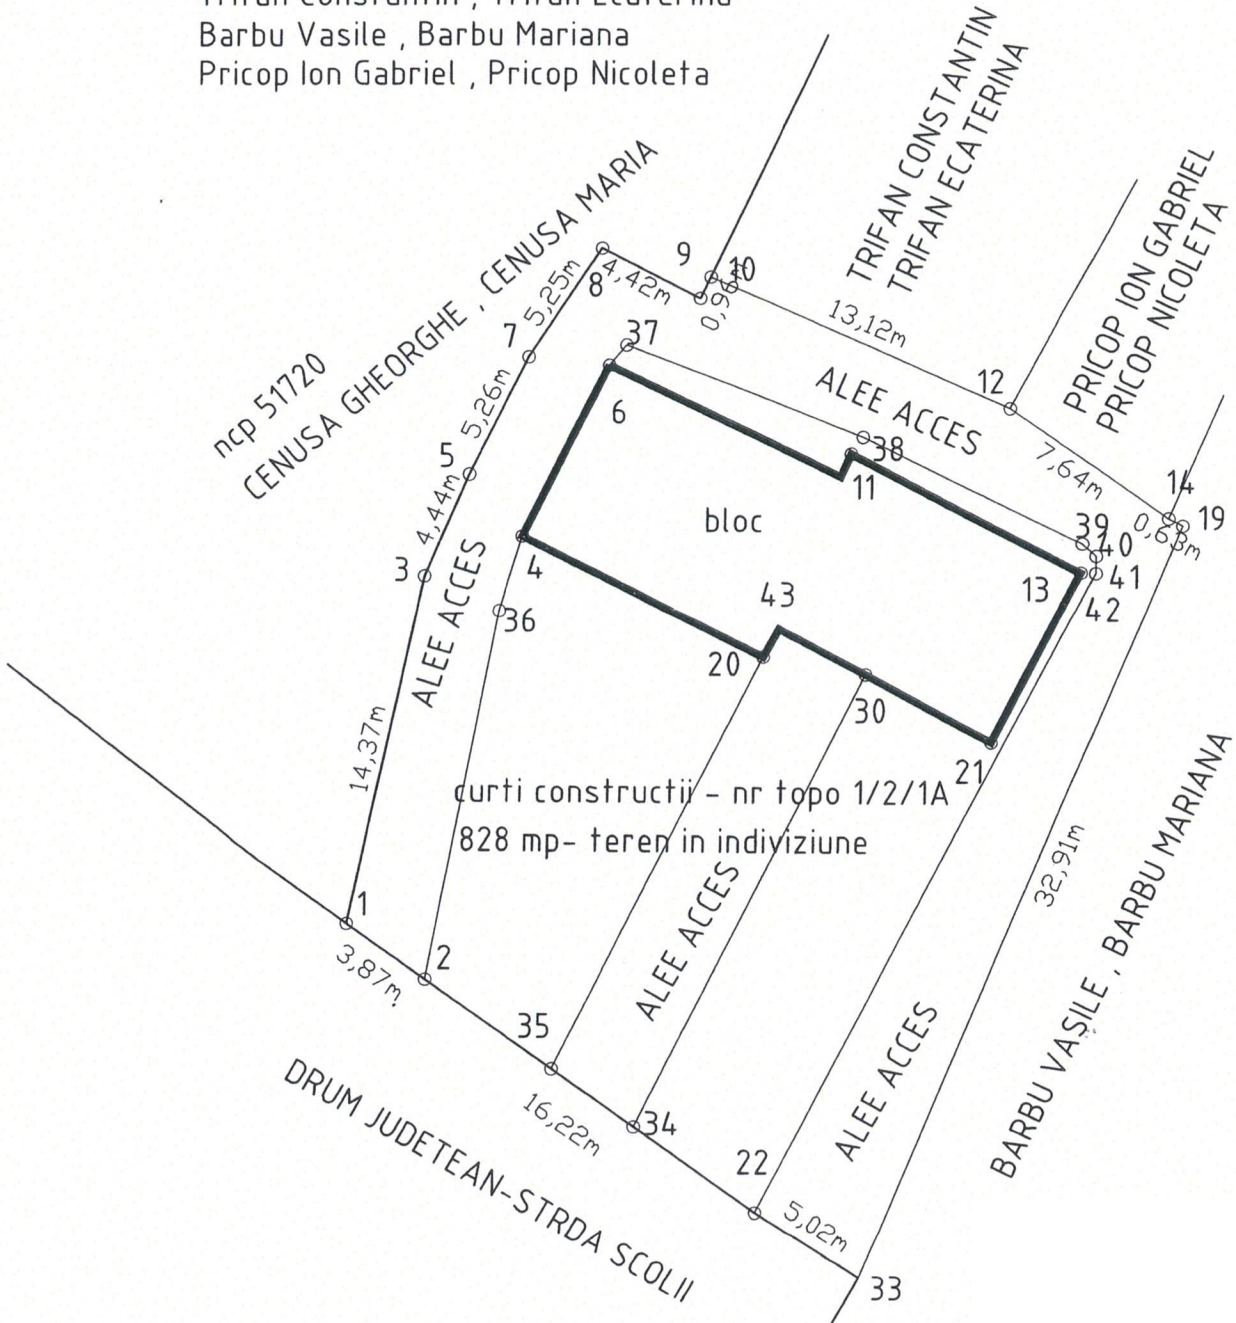 Trifan Constantin , Trifan Ecaterina
Barbu Vasile , Barbu Mariana
Pricop Ion Gabriel , Pricop Nicoleta
TRIFAN CONSTANTIN
TRIFAN ECATERINA
PRICOP ION GABRIEL
PRICOP NICOLETA
ncp 51720
CENUSA GHEORGHE , CENUSA MARIA
9
10
8
4,42m
5,25m
7
37
13,12m
12
6
ALEE ACCES
38
11
7,64m
14
19
0,63m
5,26m
5
4,44m
3
bloc
39
40
41
42
13
4
36
43
20
30
21
ALEE ACCES
14,37m
curti constructii - nr topo 1/2/1A
828 mp- teren in indiviziune
32,91m
BARBU VASILE , BARBU MARIANA
1
3,87m
2
ALEE ACCES
35
16,22m
34
ALEE ACCES
22
5,02m
33
DRUM JUDETEAN-STRDA SCOLII